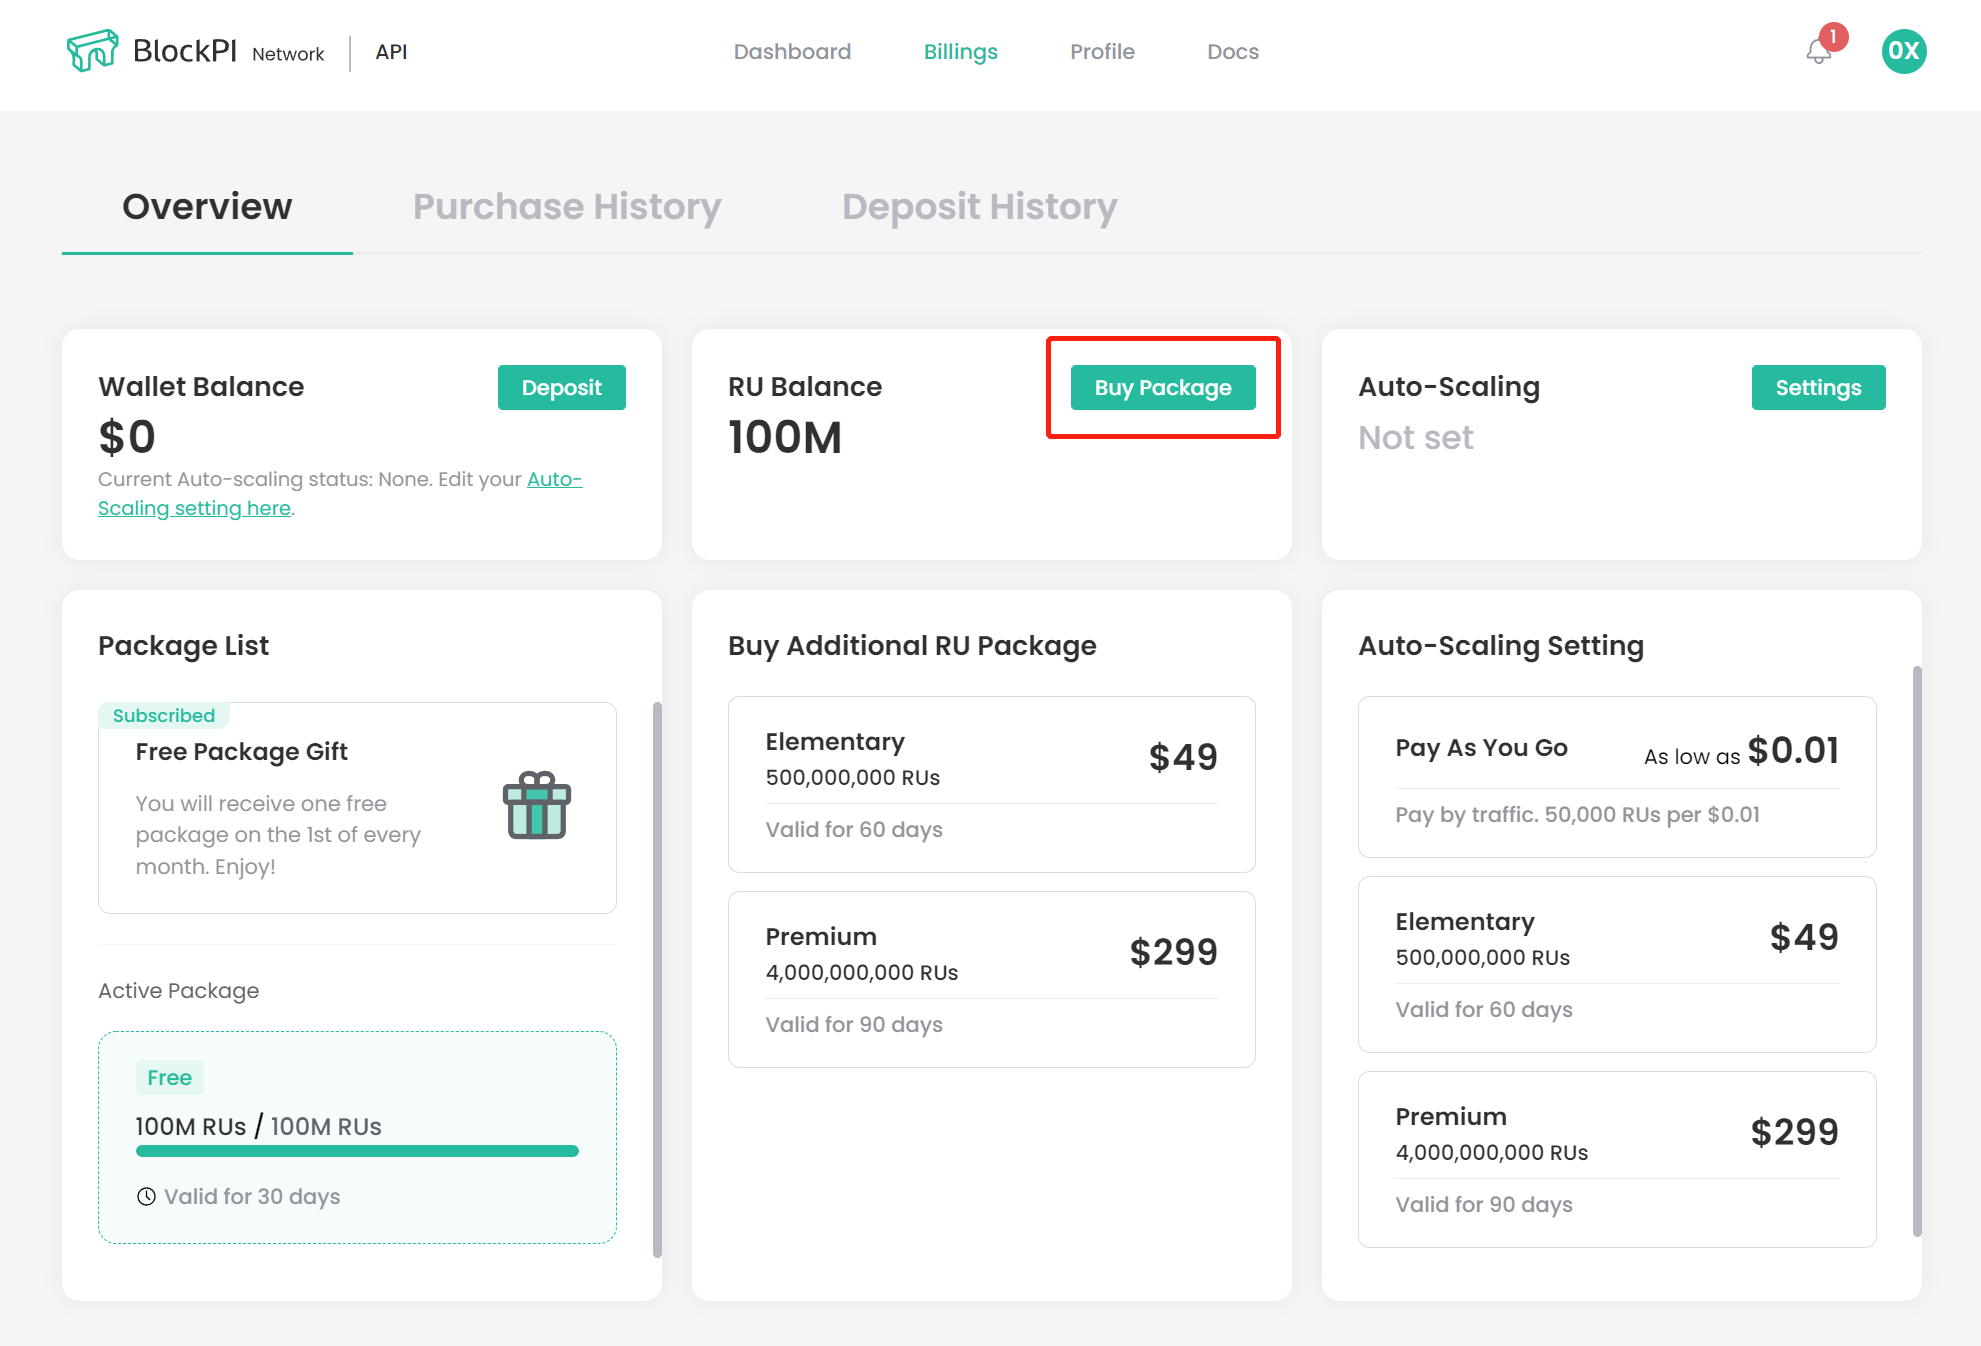 BlockPI Network API
Dashboard
Billings
Profile
Docs
1
0X
Overview
Purchase History
Deposit History
Wallet Balance
Deposit
$0
Current Auto-scaling status: None. Edit your Auto-
Scaling setting here.
RU Balance
Buy Package
100M
Auto-Scaling
Settings
Not set
Package List
Subscribed
Free Package Gift
You will receive one free
package on the 1st of every
month. Enjoy!
Active Package
Free
100M RUs / 100M RUs
Valid for 30 days
Buy Additional RU Package
Elementary
500,000,000 RUs
$49
Valid for 60 days
Premium
4,000,000,000 RUs
$299
Valid for 90 days
Auto-Scaling Setting
Pay As You Go
As low as $0.01
Pay by traffic. 50,000 RUs per $0.01
Elementary
500,000,000 RUs
$49
Valid for 60 days
Premium
4,000,000,000 RUs
$299
Valid for 90 days